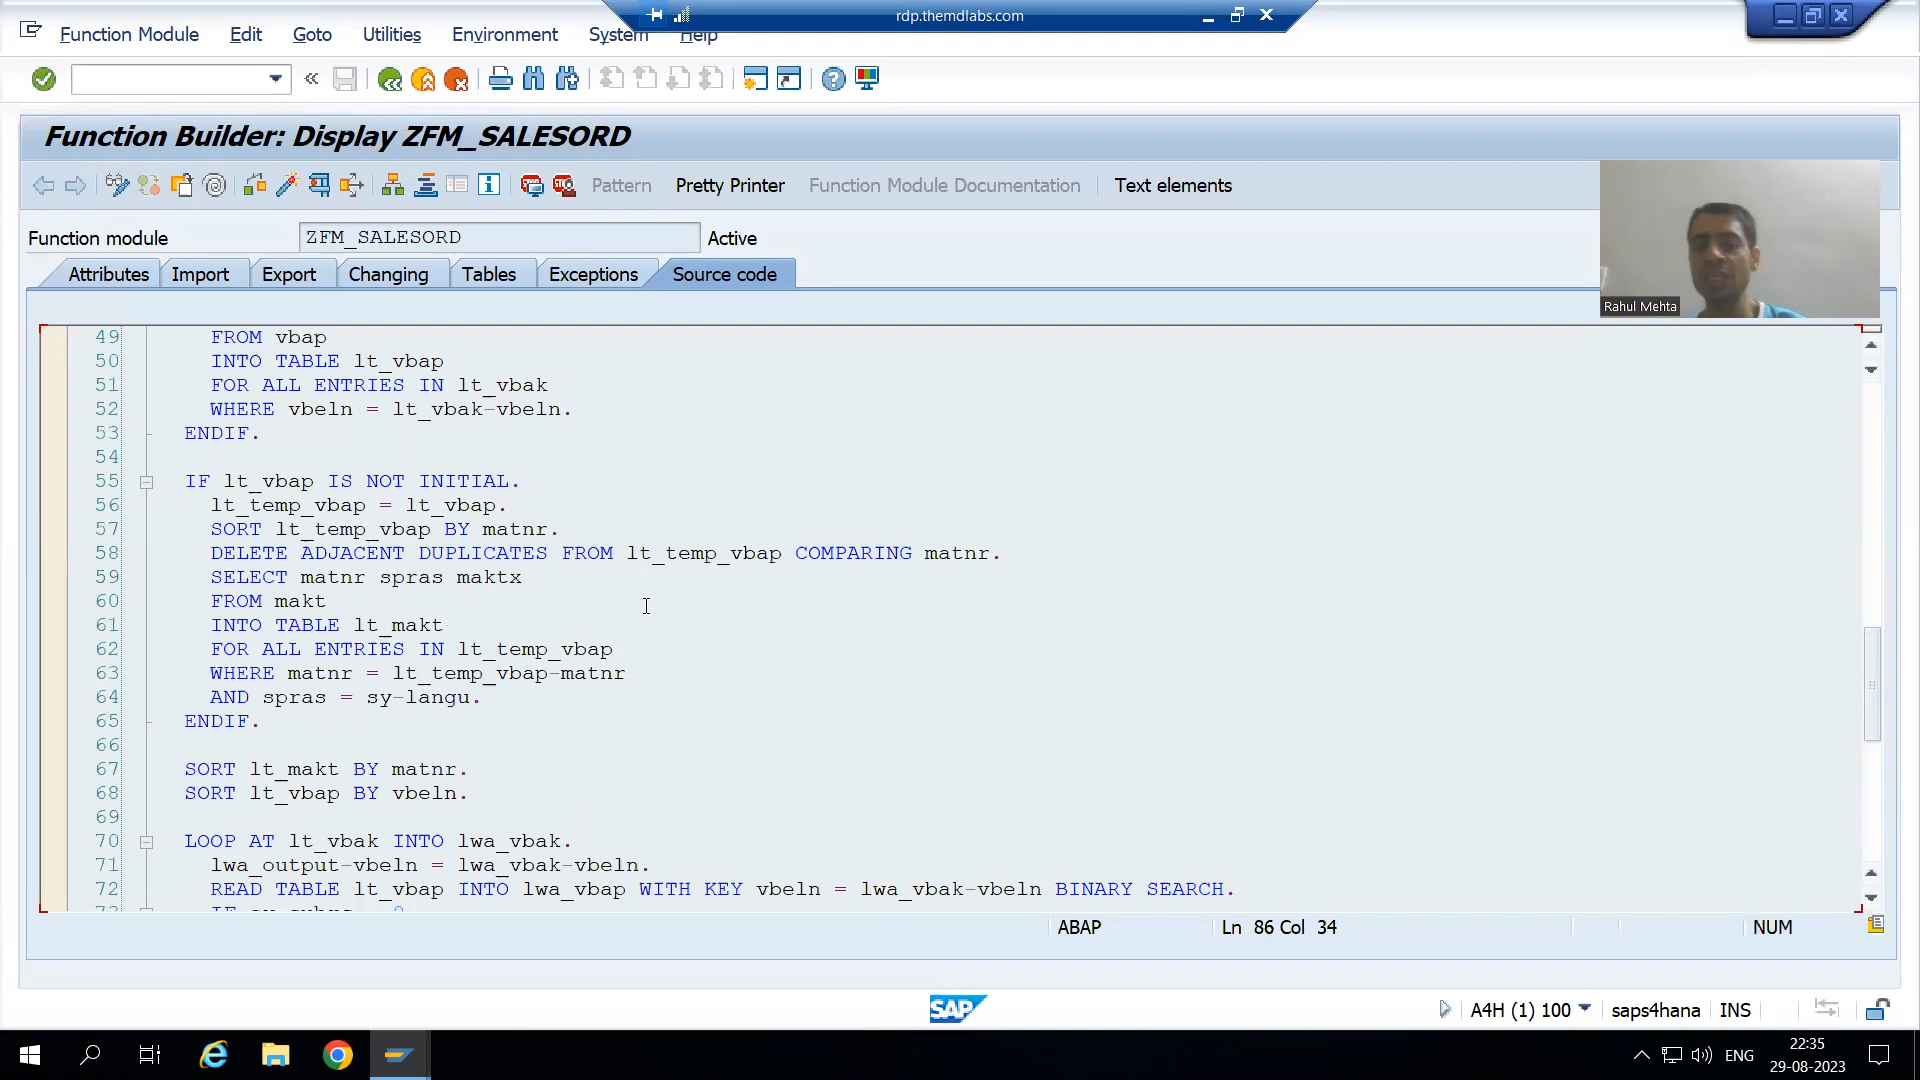 rdp.themdlabs.com
Function Module Edit Goto Utilities Environment System Help
Function Builder: Display ZFM_SALESORD
Pattern Pretty Printer Function Module Documentation Text elements
Function module ZFM_SALESORD Active
Attributes Import Export Changing Tables Exceptions Source code
Rahul Mehta
49 FROM vbap
50 INTO TABLE lt_vbap
51 FOR ALL ENTRIES IN lt_vbak
52 WHERE vbeln = lt_vbak-vbeln.
53 ENDIF.
54
55 IF lt_vbap IS NOT INITIAL.
56 lt_temp_vbap = lt_vbap.
57 SORT lt_temp_vbap BY matnr.
58 DELETE ADJACENT DUPLICATES FROM lt_temp_vbap COMPARING matnr.
59 SELECT matnr spras maktx
60 FROM makt
61 INTO TABLE lt_makt
62 FOR ALL ENTRIES IN lt_temp_vbap
63 WHERE matnr = lt_temp_vbap-matnr
64 AND spras = sy-langu.
65 ENDIF.
66
67 SORT lt_makt BY matnr.
68 SORT lt_vbap BY vbeln.
69
70 LOOP AT lt_vbak INTO lwa_vbak.
71 lwa_output-vbeln = lwa_vbak-vbeln.
72 READ TABLE lt_vbap INTO lwa_vbap WITH KEY vbeln = lwa_vbak-vbeln BINARY SEARCH.
ABAP Ln 86 Col 34 NUM
SAP A4H (1) 100 saps4hana INS
ENG
22:35
29-08-2023